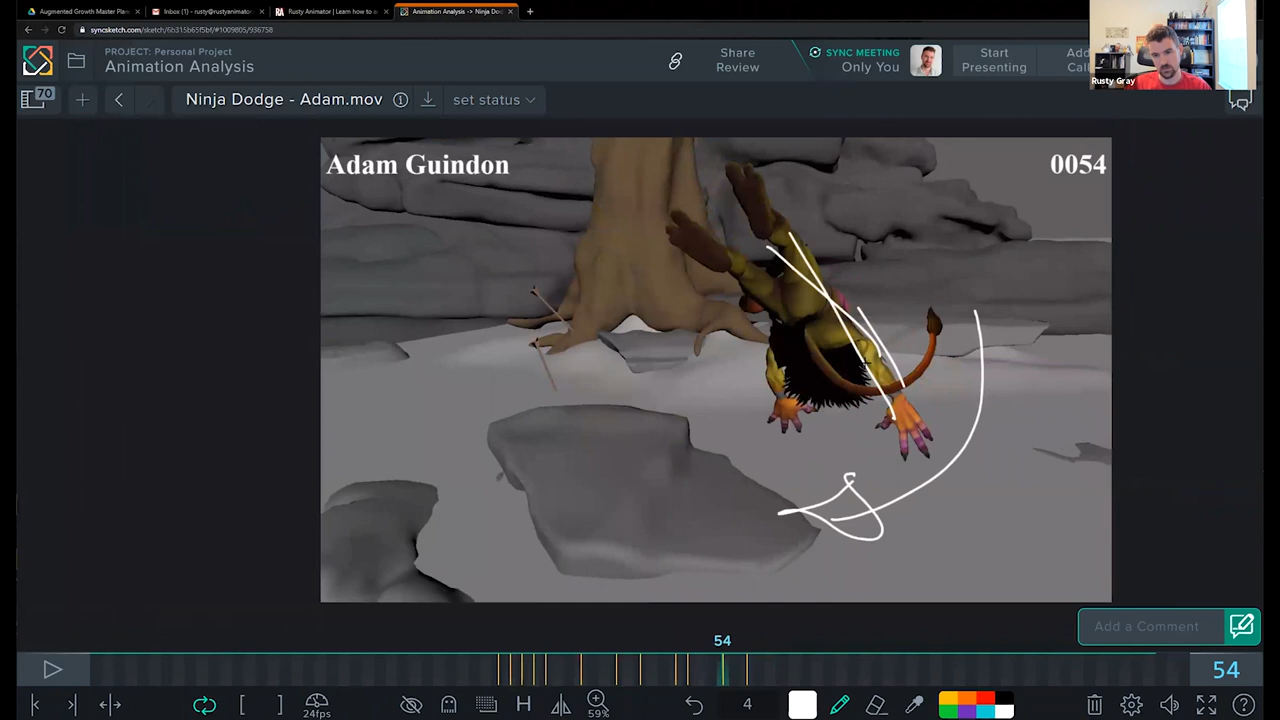 Augmented Growth Master Plan
Inbox (1) - rusty@rustyanimator
Rusty Animator | Learn how to a
Animation Analysis -> Ninja Do
syncsketch.com/sketch/6b315b65f5bf/#1009805/936758
PROJECT: Personal Project
Animation Analysis
Share Review
SYNC MEETING
Only You
Start Presenting
Add
Call
Rusty Gray
70
Ninja Dodge - Adam.mov
set status
Adam Guindon
0054
Add a Comment
54
54
24fps
H
59%
4